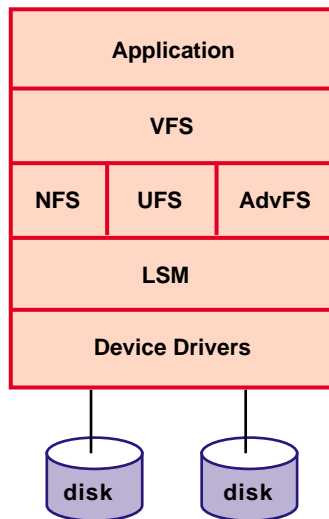 Application
VFS
NFS UFS AdvFS
LSM
Device Drivers
disk disk